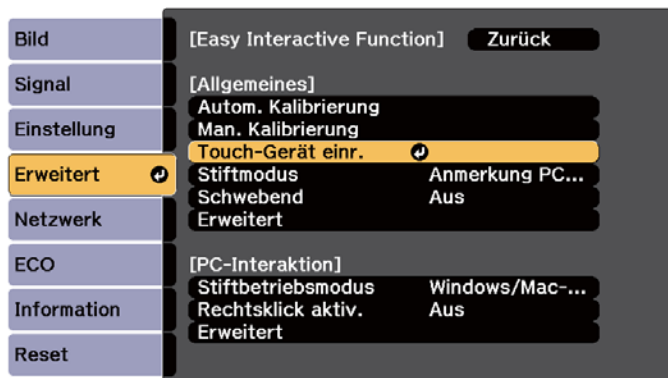 Bild
Signal
Einstellung
Erweitert
Netzwerk
ECO
Information
Reset
[Easy Interactive Function] Zurück
[Allgemeines]
Autom. Kalibrierung
Man. Kalibrierung
Touch-Gerät einr.
Stiftmodus Anmerkung PC...
Schwebend Aus
Erweitert
[PC-Interaktion]
Stiftbetriebsmodus Windows/Mac-...
Rechtsklick aktiv. Aus
Erweitert